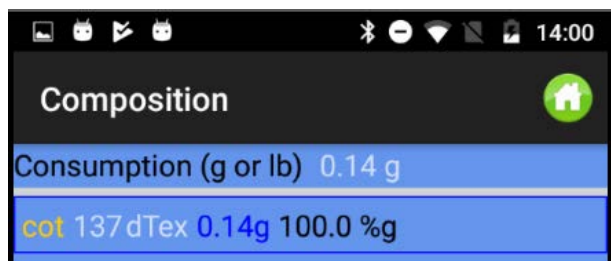 14:00
Composition
Consumption (g or lb) 0.14 g
cot 137 dTex 0.14g 100.0 %g